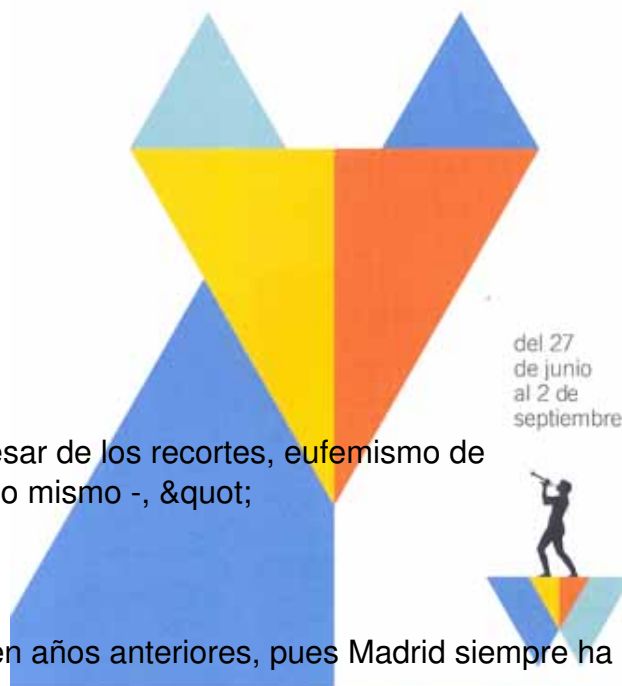 del 27
de junio
al 2 de
septiembre
esar de los recortes, eufemismo de
o mismo -, &quot;
en años anteriores, pues Madrid siempre ha